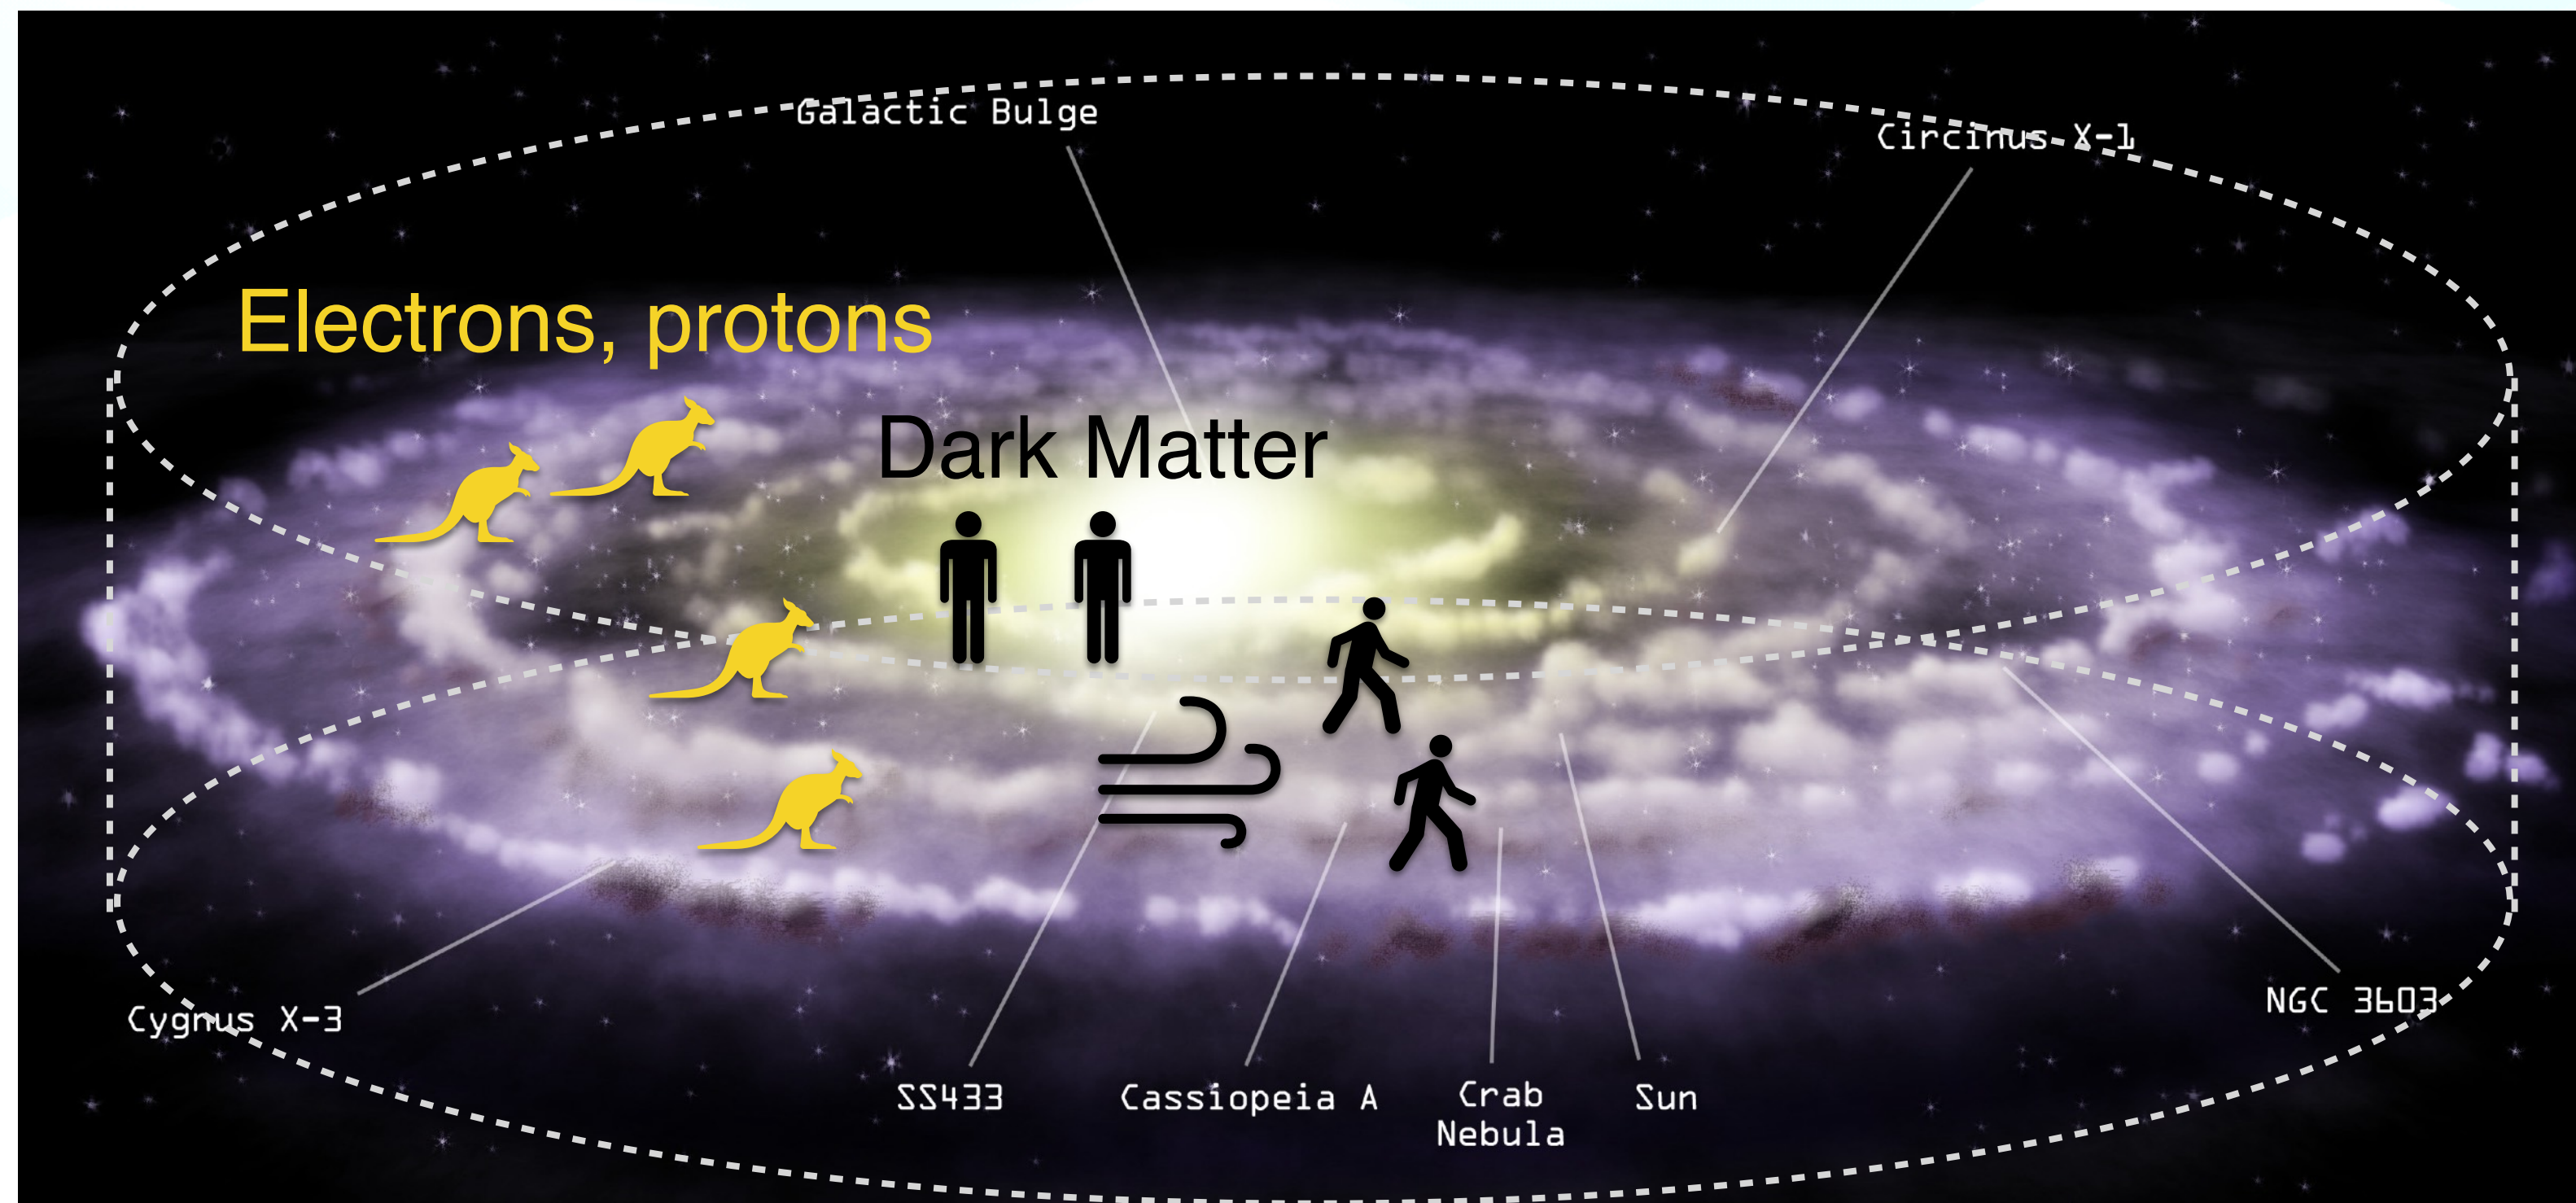 Galactic Bulge
Circinus X-1
Electrons, protons
Dark Matter
Cygnus X-3
NGC 3603
SS433
Cassiopeia A
Crab
Nebula
Sun